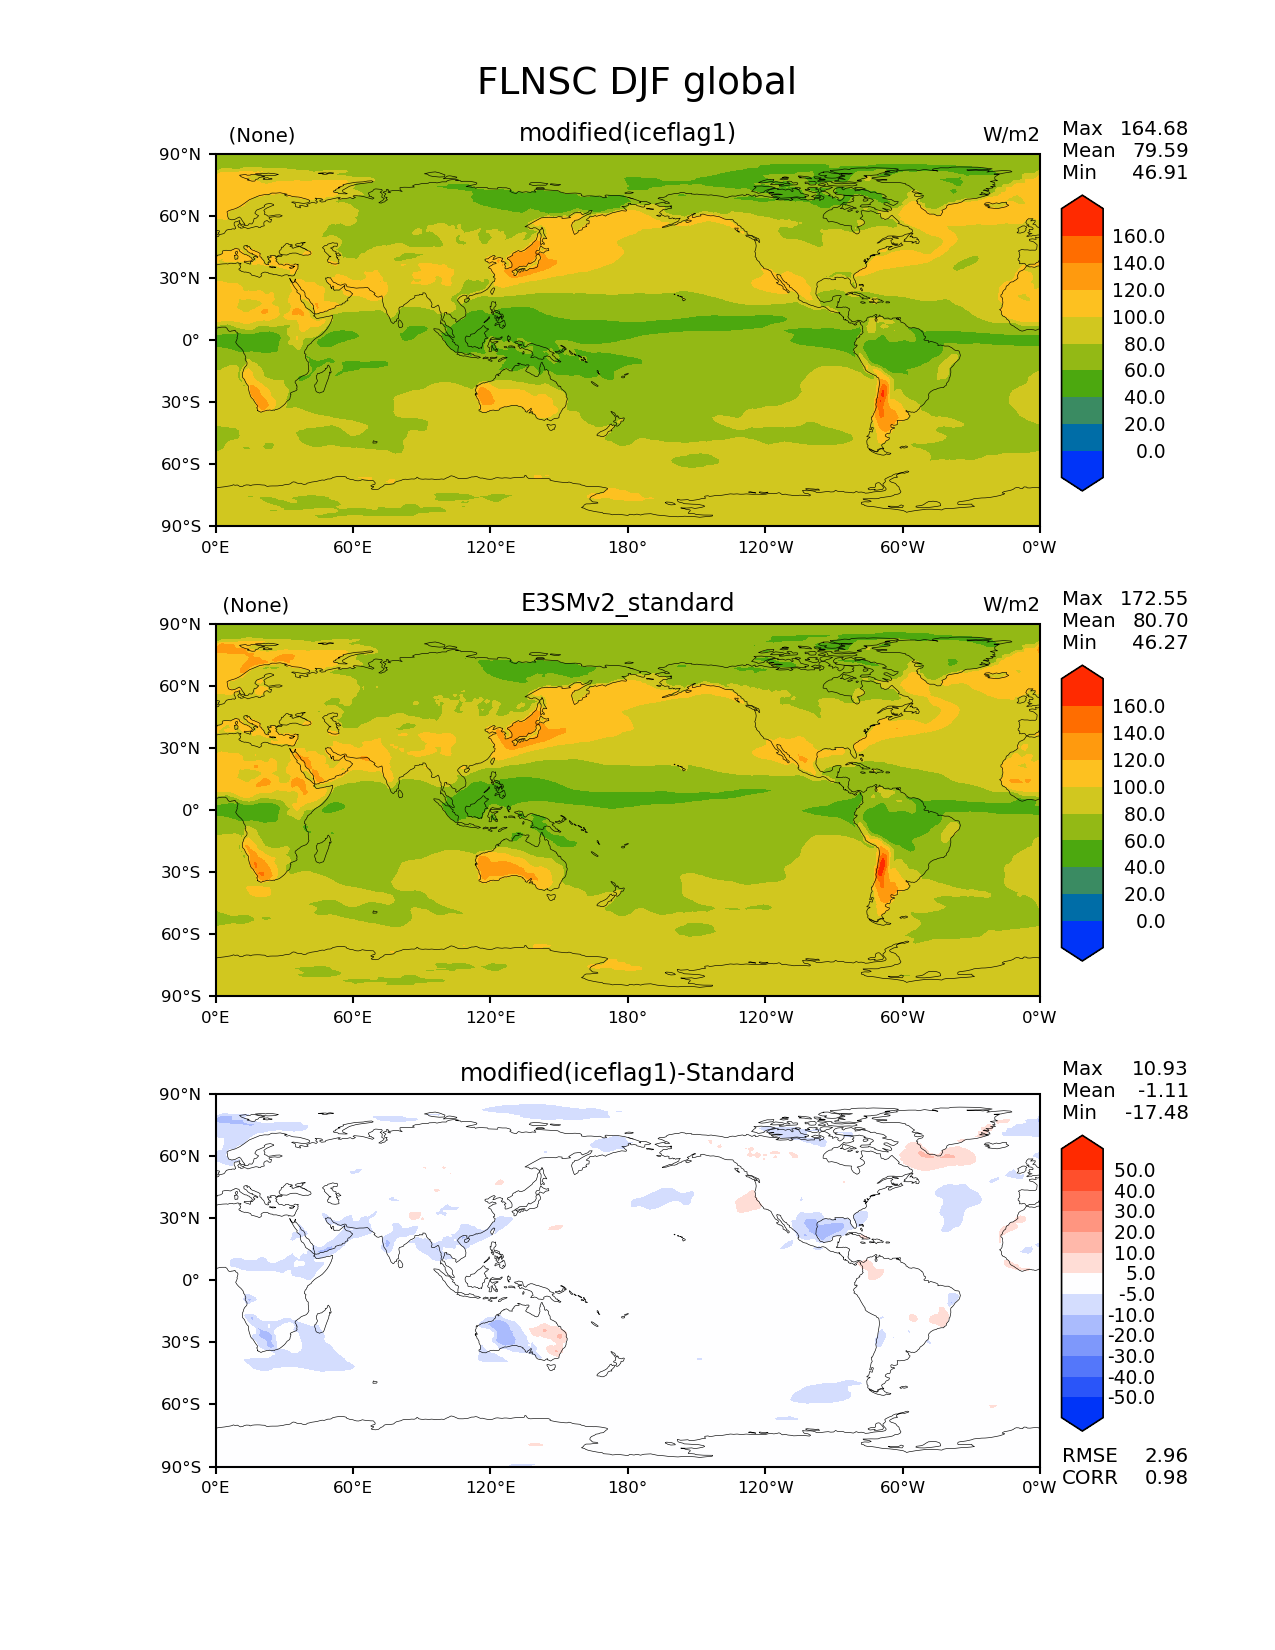 FLNSC DJF global
(None) modified(iceflag1) W/m2
Max 164.68
Mean 79.59
Min 46.91
90°N
60°N
30°N
0°
30°S
60°S
90°S
0°E 60°E 120°E 180° 120°W 60°W 0°W
160.0
140.0
120.0
100.0
80.0
60.0
40.0
20.0
0.0
(None) E3SMv2_standard W/m2
Max 172.55
Mean 80.70
Min 46.27
90°N
60°N
30°N
0°
30°S
60°S
90°S
0°E 60°E 120°E 180° 120°W 60°W 0°W
160.0
140.0
120.0
100.0
80.0
60.0
40.0
20.0
0.0
modified(iceflag1)-Standard
Max 10.93
Mean -1.11
Min -17.48
90°N
60°N
30°N
0°
30°S
60°S
90°S
0°E 60°E 120°E 180° 120°W 60°W 0°W
50.0
40.0
30.0
20.0
10.0
5.0
-5.0
-10.0
-20.0
-30.0
-40.0
-50.0
RMSE 2.96
CORR 0.98